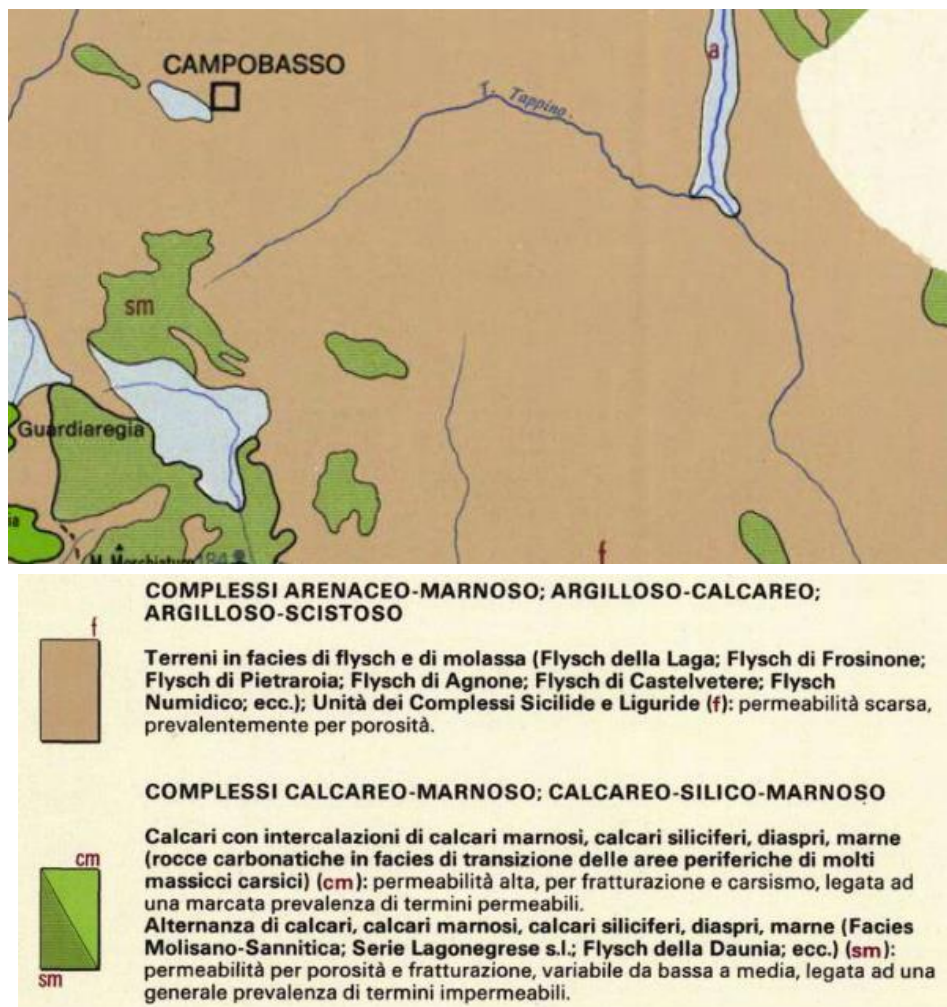 CAMPOBASSO
a
T. Tappino.
sm
Guardiaregia
f
COMPLESSI ARENACEO-MARNOSO; ARGILLOSO-CALCAREO;
ARGILLOSO-SCISTOSO
f
Terreni in facies di flysch e di molassa (Flysch della Laga; Flysch di Frosinone;
Flysch di Pietraroia; Flysch di Agnone; Flysch di Castelvetere; Flysch
Numidico; ecc.); Unità dei Complessi Sicilide e Liguride (f): permeabilità scarsa,
prevalentemente per porosità.
COMPLESSI CALCAREO-MARNOSO; CALCAREO-SILICO-MARNOSO
Calcari con intercalazioni di calcari marnosi, calcari siliciferi, diaspri, marne
(rocce carbonatiche in facies di transizione delle aree periferiche di molti
massicci carsici) (cm): permeabilità alta, per fratturazione e carsismo, legata ad
una marcata prevalenza di termini permeabili.
cm
Alternanza di calcari, calcari marnosi, calcari siliciferi, diaspri, marne (Facies
Molisano-Sannitica; Serie Lagonegrese s.l.; Flysch della Daunia; ecc.) (sm):
permeabilità per porosità e fratturazione, variabile da bassa a media, legata ad una
generale prevalenza di termini impermeabili.
sm